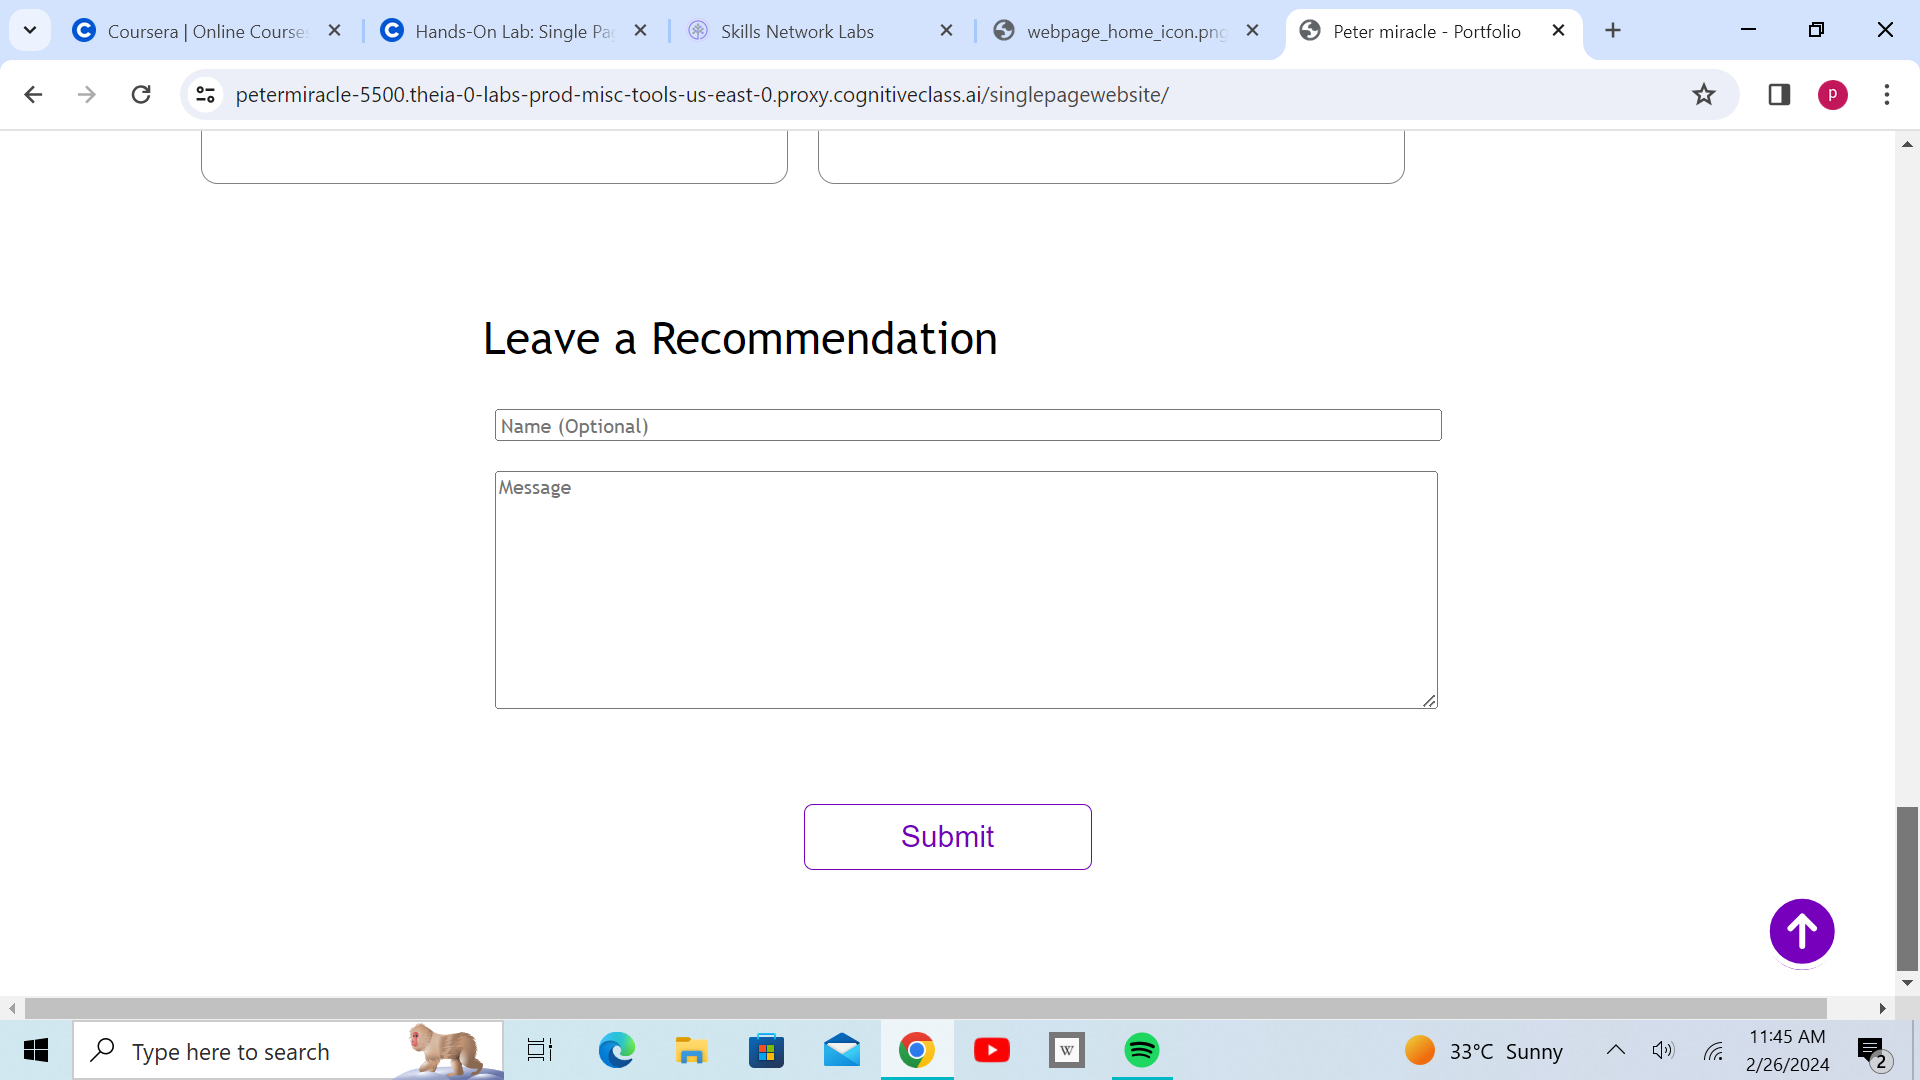 Coursera | Online Courses
Hands-On Lab: Single Pa
Skills Network Labs
webpage_home_icon.png
Peter miracle - Portfolio
petermiracle-5500.theia-0-labs-prod-misc-tools-us-east-0.proxy.cognitiveclass.ai/singlepagewebsite/
p
Leave a Recommendation
Name (Optional)
Message
Submit
Type here to search
W
33°C Sunny
11:45 AM
2/26/2024
2